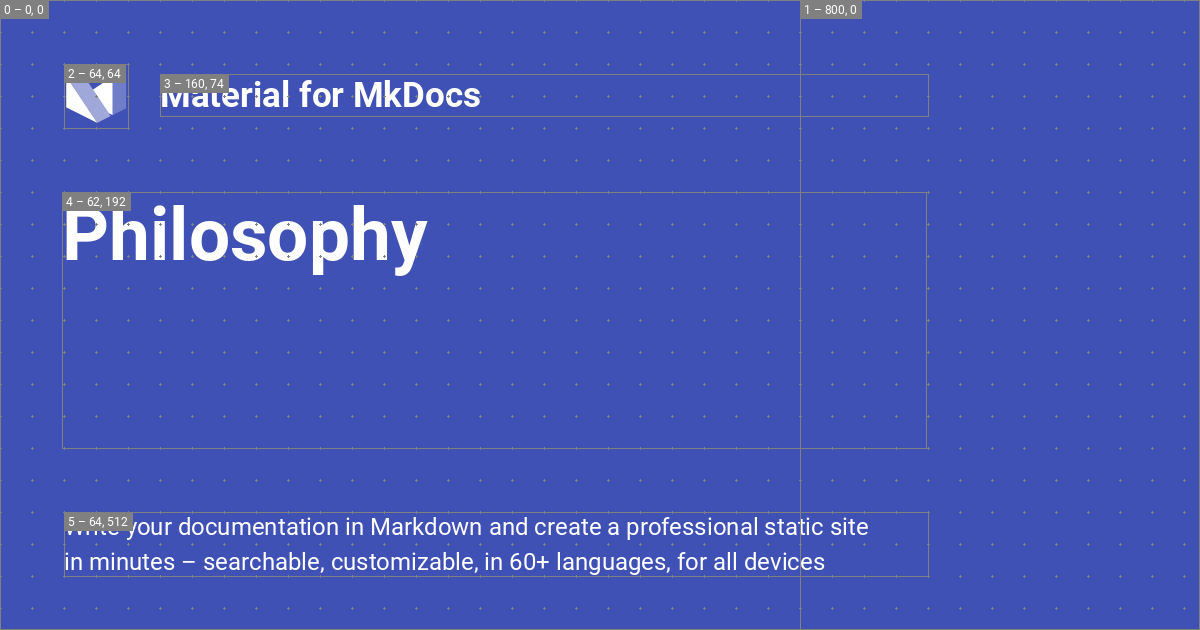 0 – 0, 0
1 – 800, 0
2 – 64, 64
3 – 160, 74
Material for MkDocs
4 – 62, 192
Philosophy
5 – 64, 512
Write your documentation in Markdown and create a professional static site
in minutes – searchable, customizable, in 60+ languages, for all devices